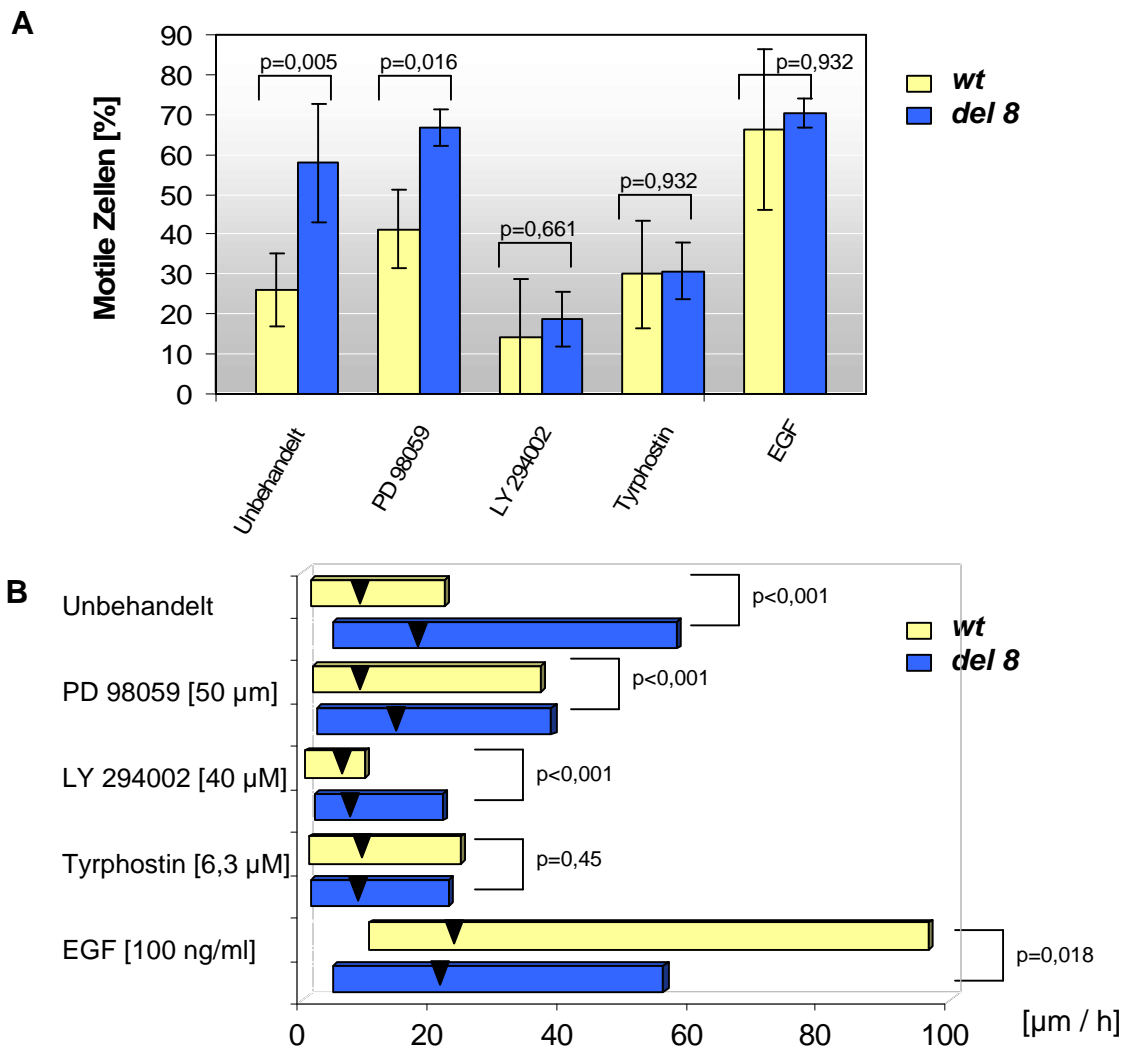 A
Motile Zellen [%]
90
80
70
60
50
40
30
20
10
0
p=0,005
p=0,016
p=0,661
p=0,932
p=0,932
wt
del 8
Unbehandelt
PD 98059
LY 294002
Tyrphostin
EGF
B
Unbehandelt
PD 98059 [50 µm]
LY 294002 [40 µM]
Tyrphostin [6,3 µM]
EGF [100 ng/ml]
p<0,001
p<0,001
p<0,001
p=0,45
p=0,018
wt
del 8
0
20
40
60
80
100
[µm / h]